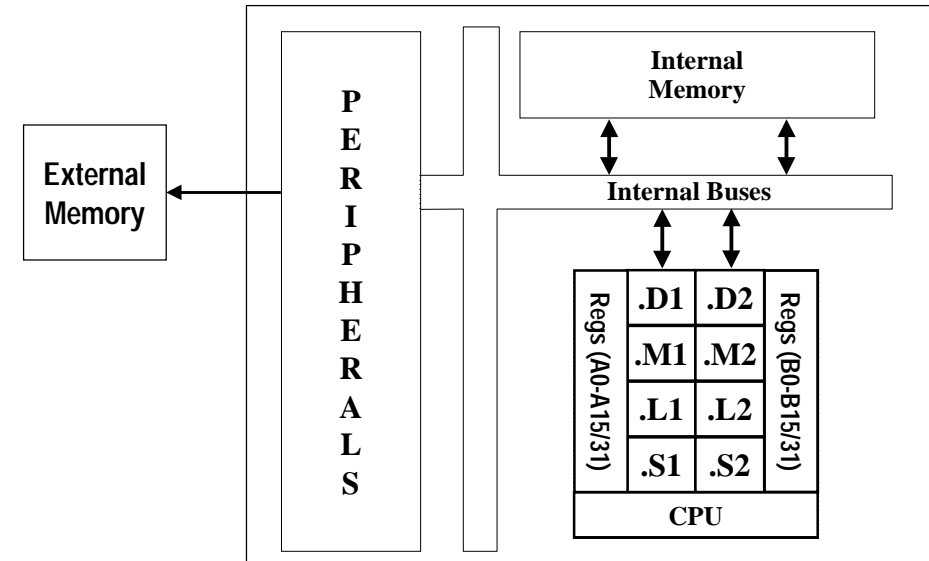 External
Memory
P
E
R
I
P
H
E
R
A
L
S
Internal
Memory
Internal Buses
Regs (A0-A15/31)
.D1
.D2
.M1
.M2
.L1
.L2
.S1
.S2
Regs (B0-B15/31)
CPU